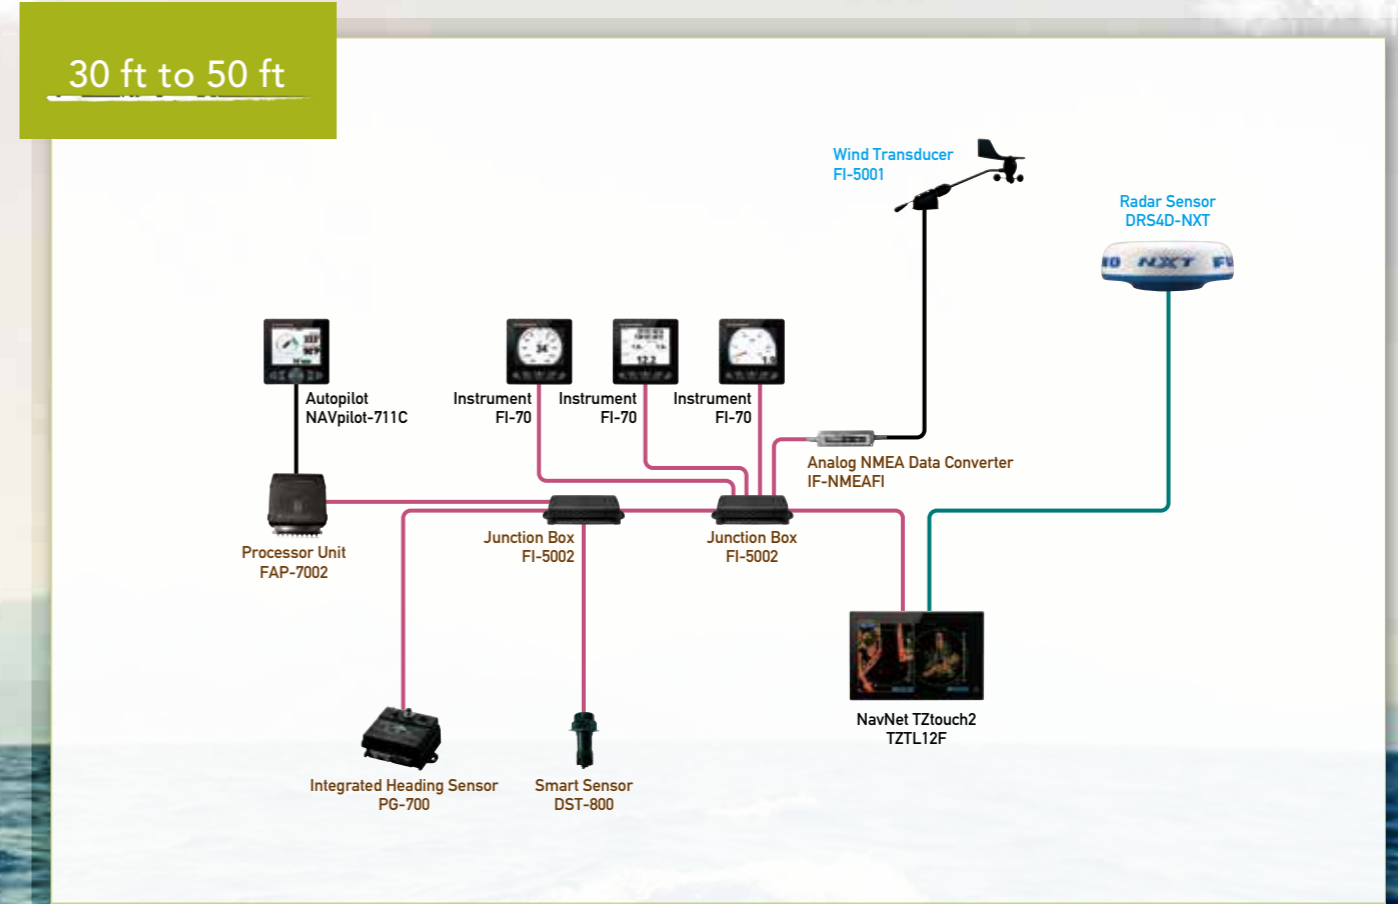 30 ft to 50 ft
Wind Transducer
FI-5001
Radar Sensor
DRS4D-NXT
NXT
Autopilot
NAVpilot-711C
Instrument
FI-70
Instrument
FI-70
Instrument
FI-70
Analog NMEA Data Converter
IF-NMEAFI
Processor Unit
FAP-7002
Junction Box
FI-5002
Junction Box
FI-5002
NavNet TZtouch2
TZTL12F
Integrated Heading Sensor
PG-700
Smart Sensor
DST-800